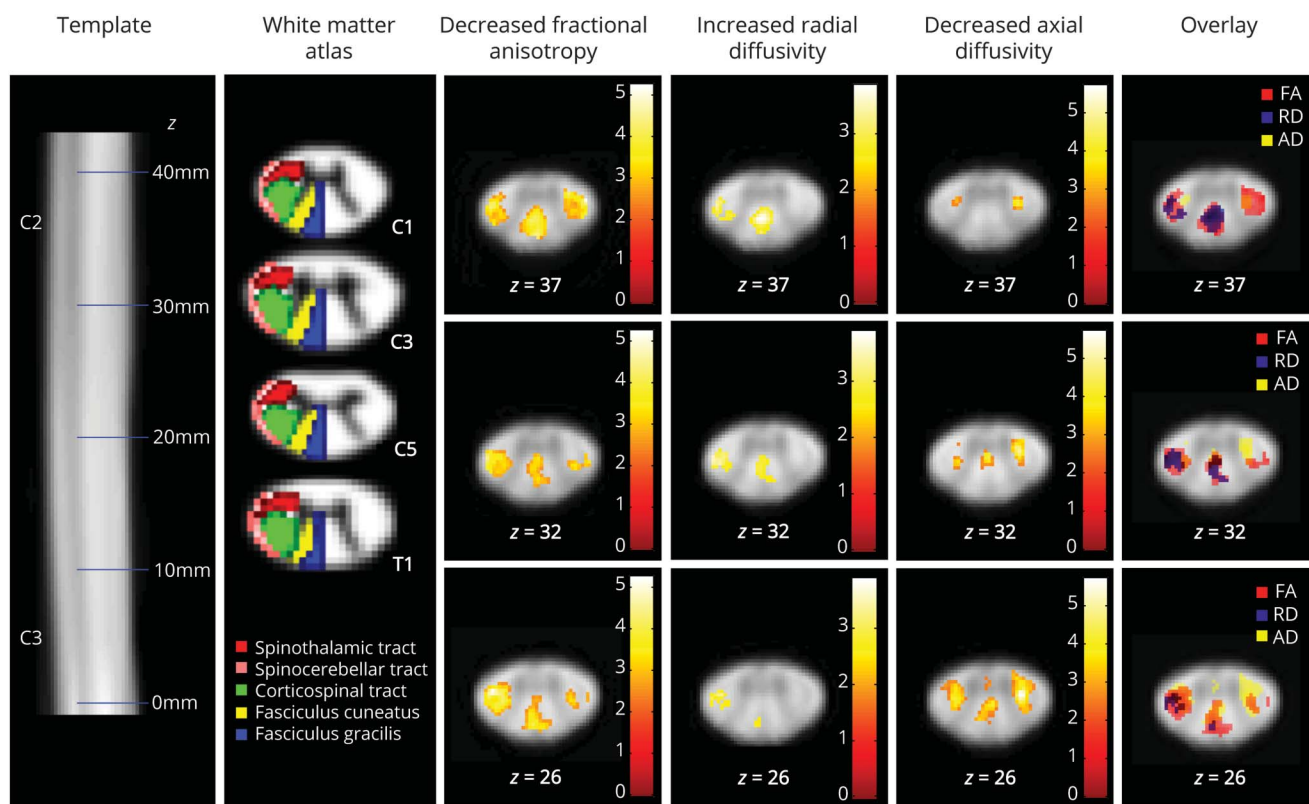 Template
White matter
atlas
Decreased fractional
anisotropy
Increased radial
diffusivity
Decreased axial
diffusivity
Overlay
z
40mm
C2
30mm
20mm
10mm
C3
0mm
C1
C3
C5
T1
Spinothalamic tract
Spinocerebellar tract
Corticospinal tract
Fasciculus cuneatus
Fasciculus gracilis
5
4
3
2
1
0
z = 37
3
2
1
0
z = 37
5
4
3
2
1
0
z = 37
FA
RD
AD
z = 37
5
4
3
2
1
0
z = 32
3
2
1
0
z = 32
5
4
3
2
1
0
z = 32
FA
RD
AD
z = 32
5
4
3
2
1
0
z = 26
3
2
1
0
z = 26
5
4
3
2
1
0
z = 26
FA
RD
AD
z = 26